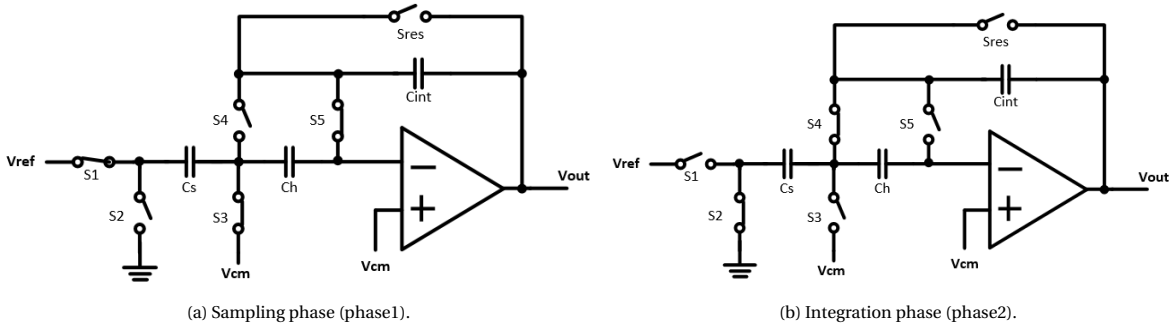 Sres
Cint
S4
S5
Vref
S1
Cs
Ch
Vout
S2
S3
Vcm
Vcm
(a) Sampling phase (phase1).
Sres
Cint
S4
S5
Vref
S1
Cs
Ch
Vout
S2
S3
Vcm
Vcm
(b) Integration phase (phase2).